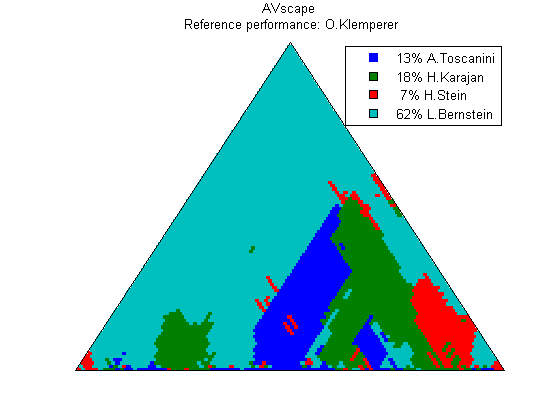 AVscape
Reference performance: O.Klemperer
13% A.Toscanini
18% H.Karajan
7% H.Stein
62% L.Bernstein